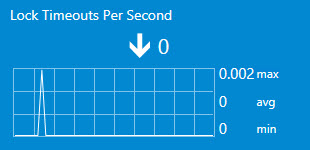 Lock Timeouts Per Second
0
0.002 max
0 avg
0 min